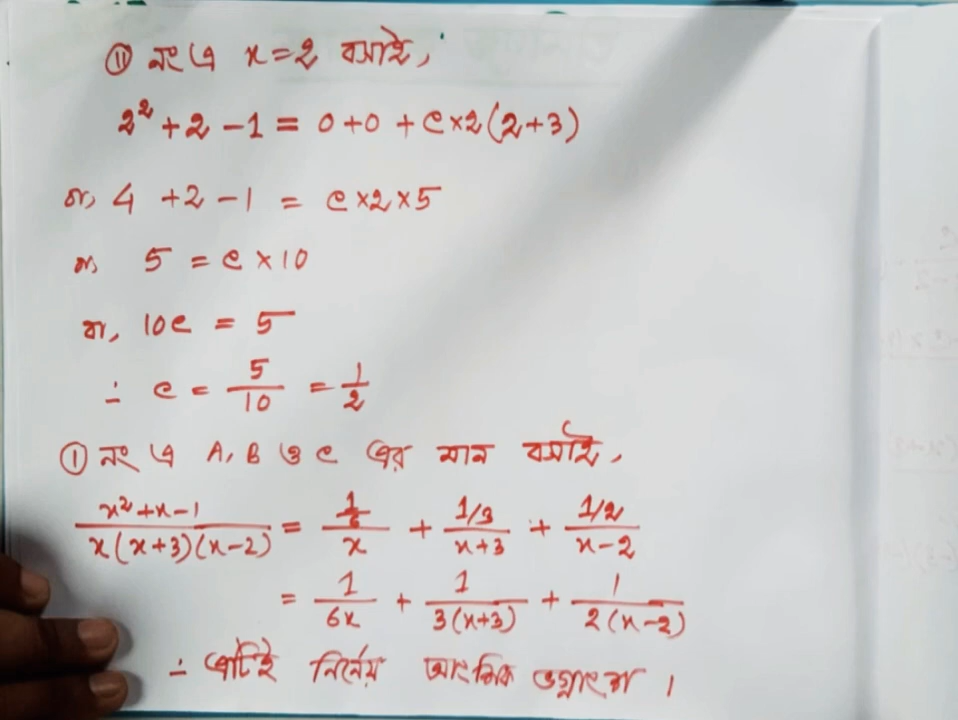 (ii) নং এ x=2 বসাই,
2² + 2 - 1 = 0 + 0 + c×2(2+3)
বা, 4 + 2 - 1 = c×2×5
বা, 5 = c×10
বা, 10c = 5
∴ c = 5/10 = 1/2
(i) নং এ A, B ও C এর মান বসাই,
(x²+x-1)/(x(x+3)(x-2)) = (1/6)/x + (1/3)/(x+3) + (1/2)/(x-2)
= 1/6x + 1/3(x+3) + 1/2(x-2)
∴ এটিই নির্নেয় আংশিক ভগ্নাংশ।